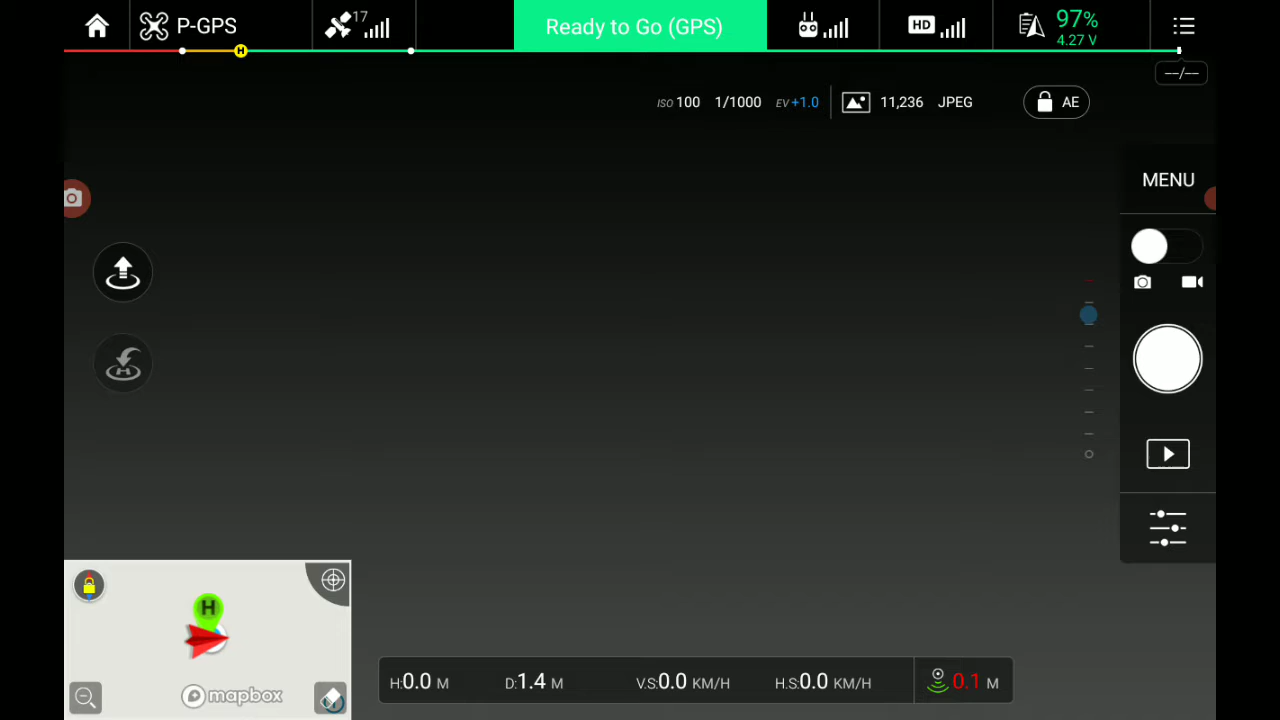 P-GPS
17
Ready to Go (GPS)
HD
97%
4.27 V
H
--/--
ISO 100 1/1000 EV +1.0 11,236 JPEG AE
MENU
H
mapbox
H:0.0 M D:1.4 M V.S:0.0 KM/H H.S:0.0 KM/H 0.1 M